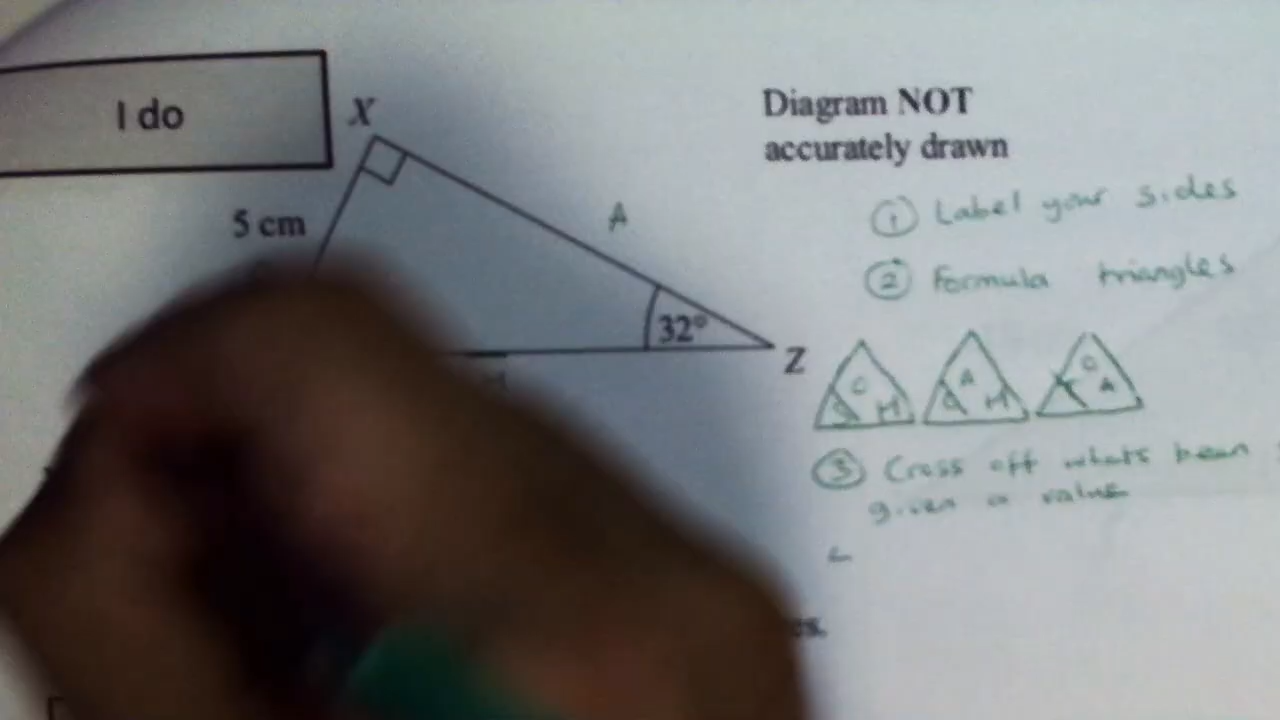 I do
X
Diagram NOT
accurately drawn
5 cm
A
32°
Z
① Label your sides
② Formula triangles
O
H
A
H
O
A
③ Cross off whats been
given a value